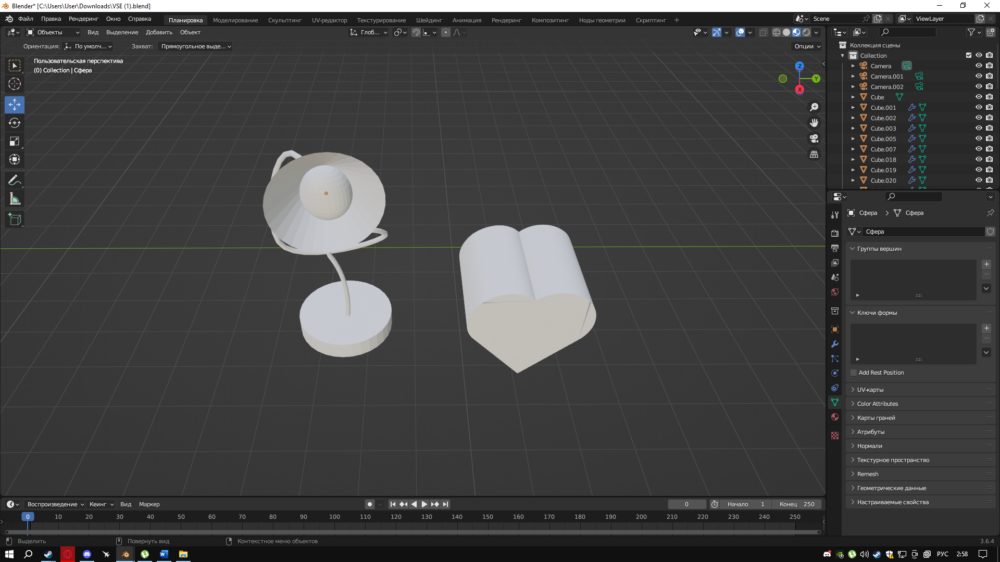 Blender* [C:\Users\User\Downloads\VSE (1).blend]
Файл Правка Рендеринг Окно Справка
Планировка Моделирование Скульптинг UV-редактор Текстурирование Шейдинг Анимация Рендеринг Композитинг Ноды геометрии Скриптинг +
Scene
ViewLayer
Объекты Вид Выделение Добавить Объект
Глоб...
Ориентация: По умолч... Захват: Прямоугольное выде...
Опции
Пользовательская перспектива
(0) Collection | Сфера
Z
Y
X
Коллекция сцены
Collection
Camera
Camera.001
Camera.002
Cube
Cube.001
Cube.002
Cube.003
Cube.005
Cube.007
Cube.018
Cube.019
Cube.020
Сфера > Сфера
Сфера
Группы вершин
Ключи формы
Add Rest Position
UV-карты
Color Attributes
Карты граней
Атрибуты
Нормали
Текстурное пространство
Remesh
Геометрические данные
Настраиваемые свойства
Воспроизведение Кеинг Вид Маркер
0
Начало 1
Конец 250
0 10 20 30 40 50 60 70 80 90 100 110 120 130 140 150 160 170 180 190 200 210 220 230 240 250
Выделить
Повернуть вид
Контекстное меню объектов
3.6.4
РУС
2:58